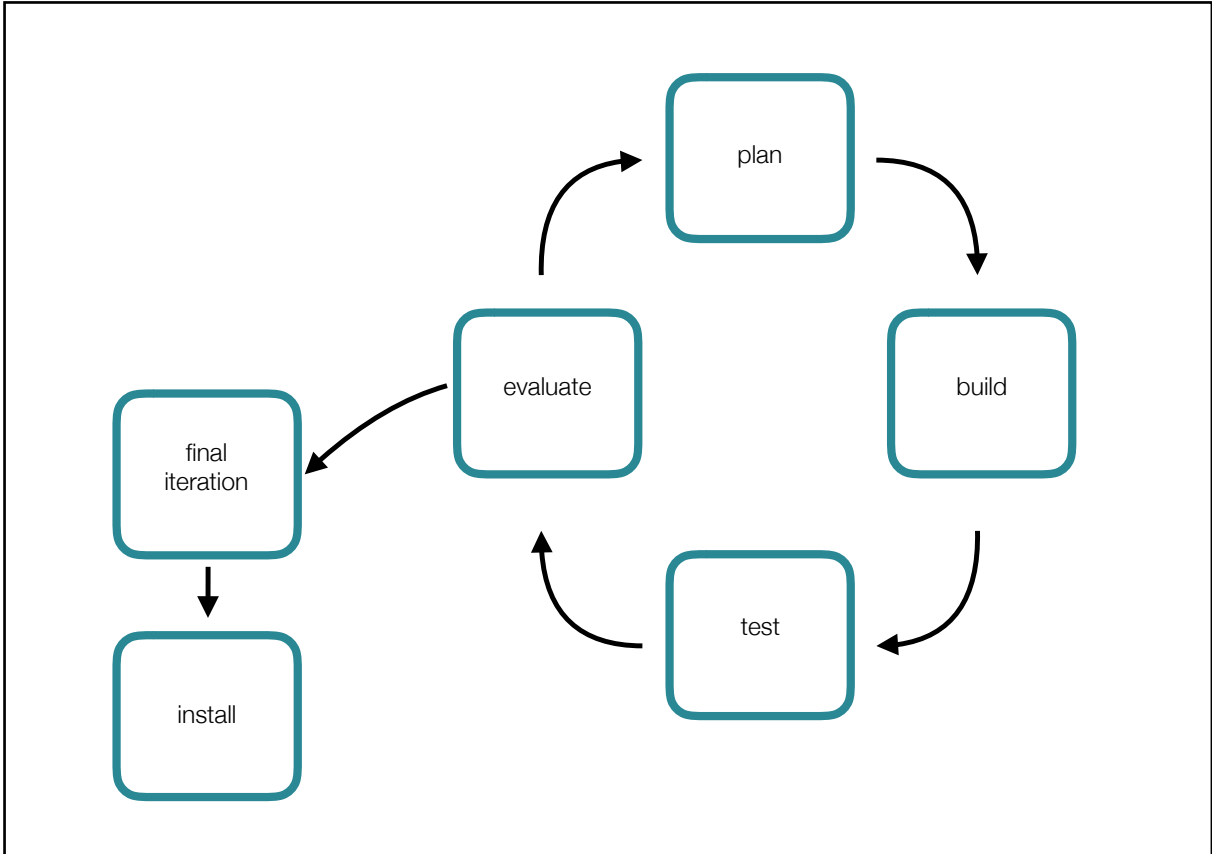 plan
evaluate
build
final
iteration
test
install